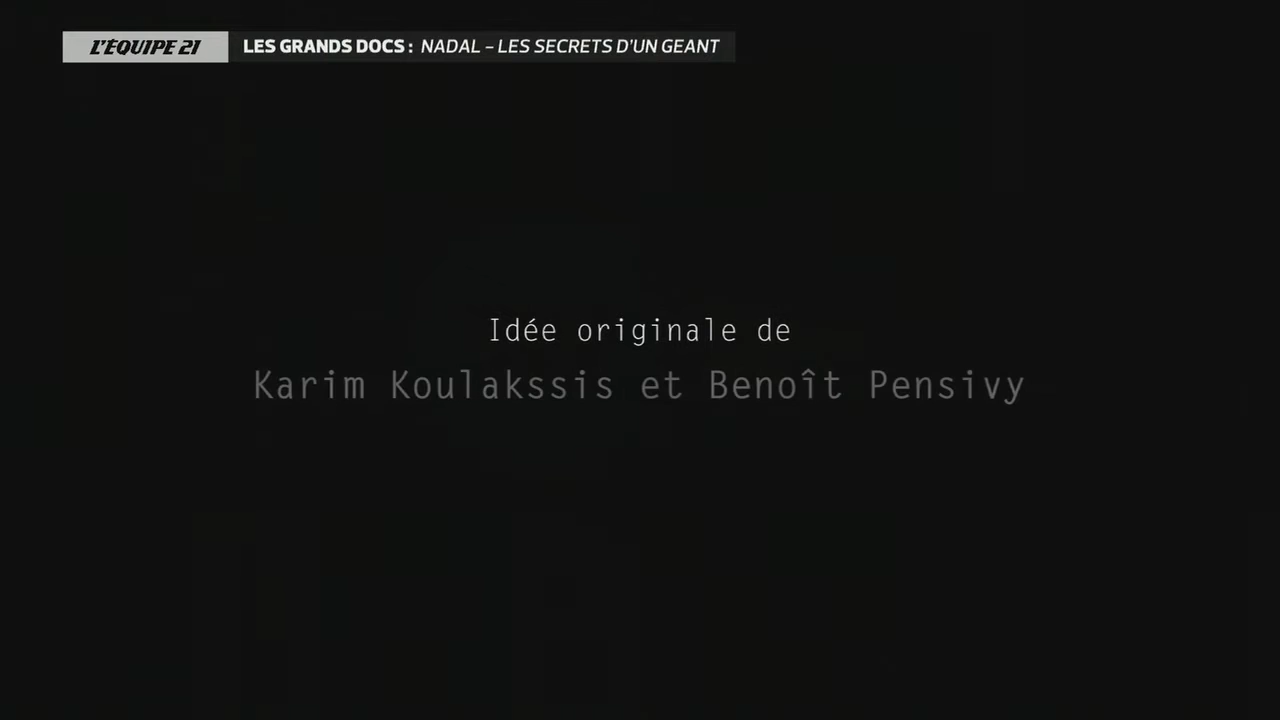 L'ÉQUIPE 21 LES GRANDS DOCS : NADAL – LES SECRETS D'UN GEANT
Idée originale de
Karim Koulakssis et Benoît Pensivy